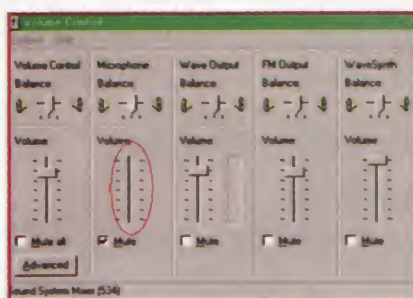 Volume Control
Volume Control Microphone Wave Output FM Output WaveSynth
Balance Balance Balance Balance Balance
Volume Volume Volume Volume Volume
Mute all Mute Mute Mute Mute
Advanced
Sound System Mixer (534)